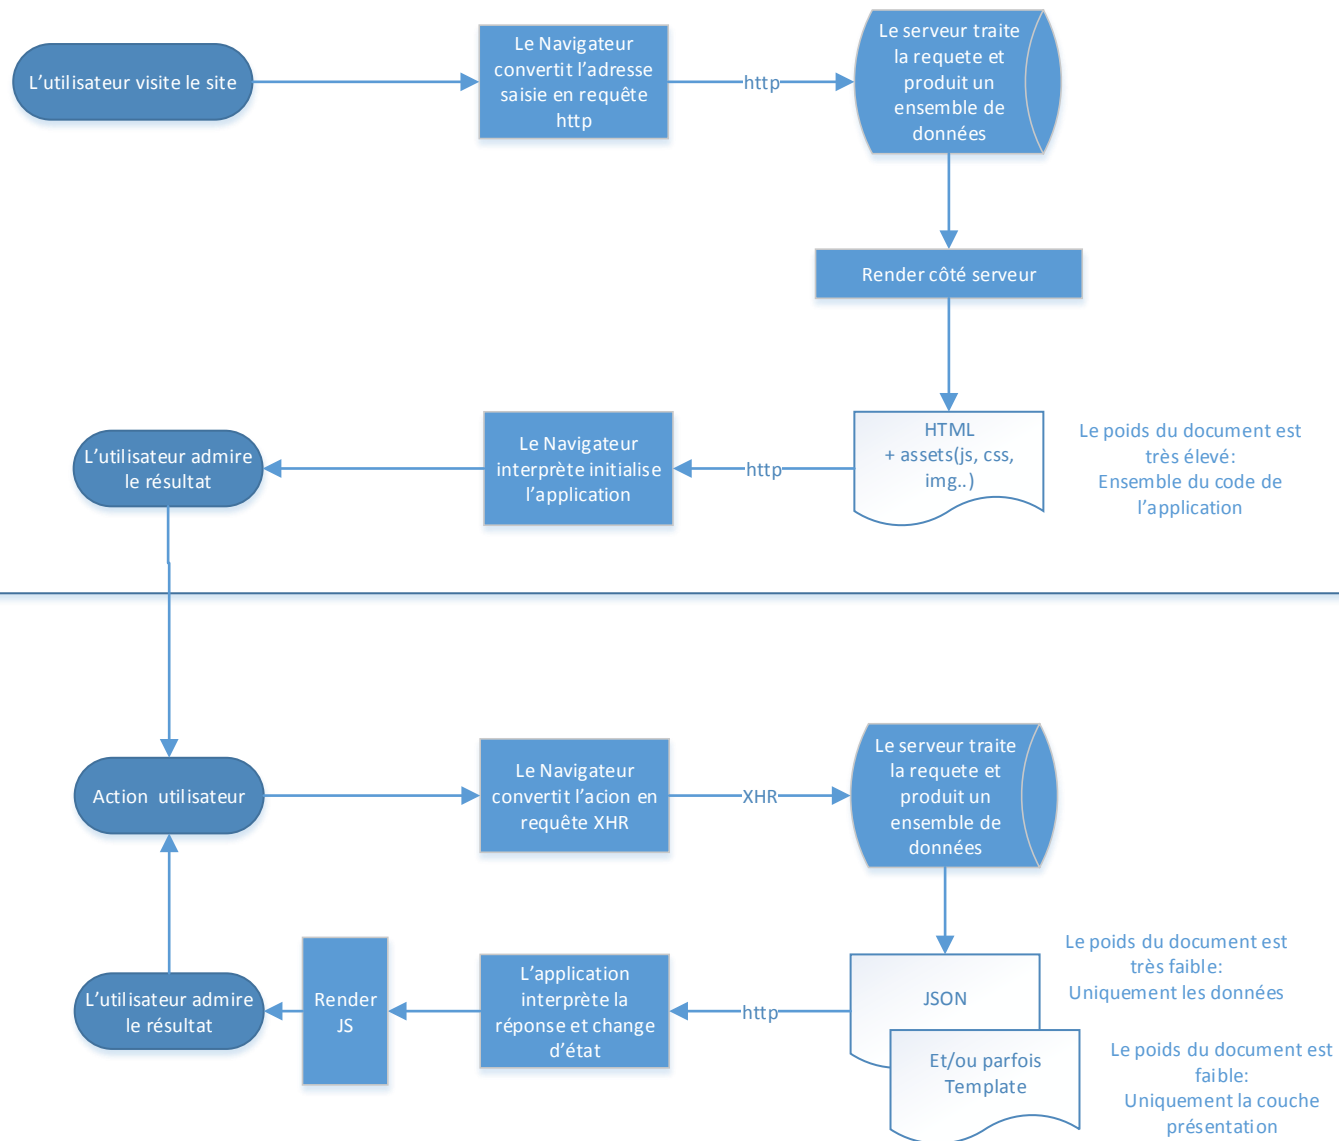 L'utilisateur visite le site
Le Navigateur
convertit l'adresse
saisie en requête
http
http
Le serveur traite
la requete et
produit un
ensemble de
données
Render côté serveur
HTML
+ assets(js, css,
img..)
Le poids du document est
très élevé:
Ensemble du code de
l'application
http
Le Navigateur
interprète initialise
l'application
L'utilisateur admire
le résultat
Action utilisateur
Le Navigateur
convertit l'acion en
requête XHR
XHR
Le serveur traite
la requete et
produit un
ensemble de
données
JSON
Le poids du document est
très faible:
Uniquement les données
Et/ou parfois
Template
Le poids du document est
faible:
Uniquement la couche
présentation
http
L'application
interprète la
réponse et change
d'état
Render
JS
L'utilisateur admire
le résultat